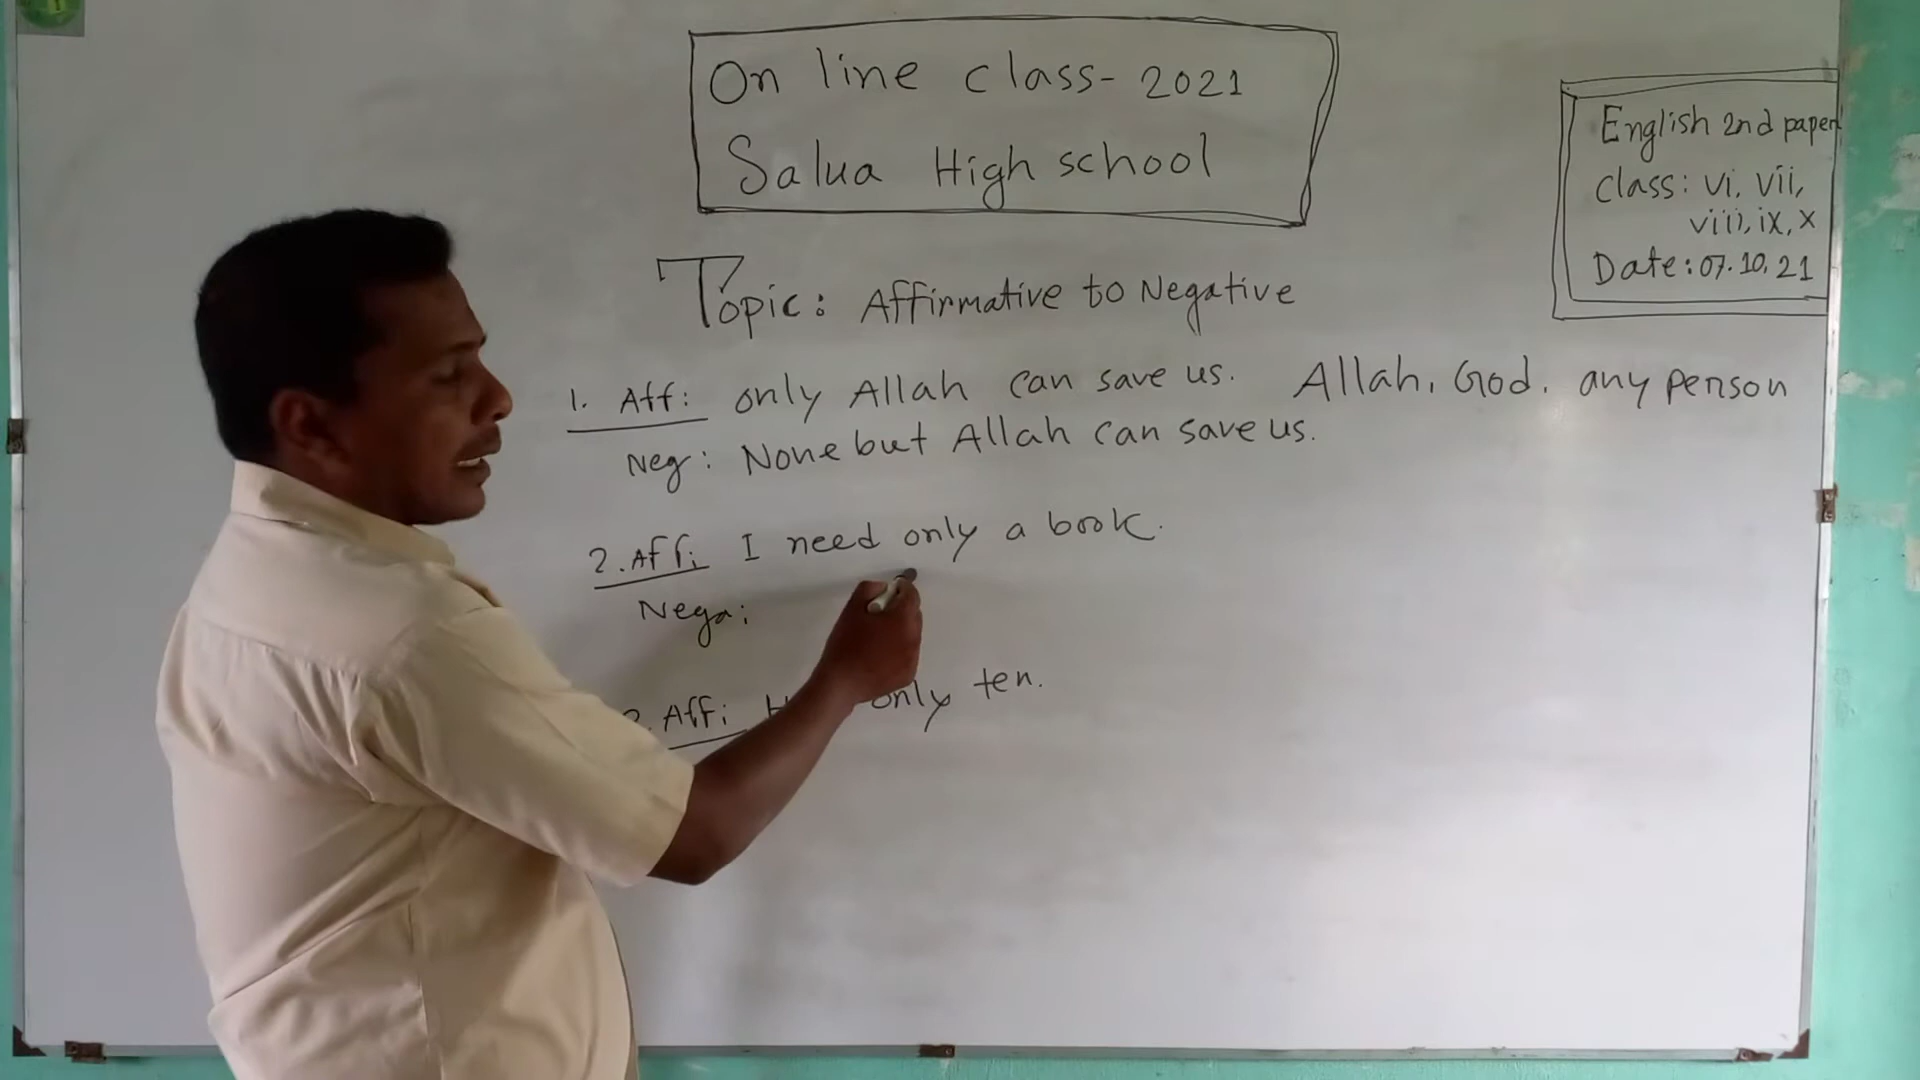 On line class- 2021
Salua High school
English 2nd paper
class: vi, vii,
viii, ix, x
Date: 07.10.21
Topic: Affirmative to Negative
1. Aff: only Allah can save us. Allah, God, any person
Neg: None but Allah can save us.
2. Aff: I need only a book.
Nega:
Aff: only ten.